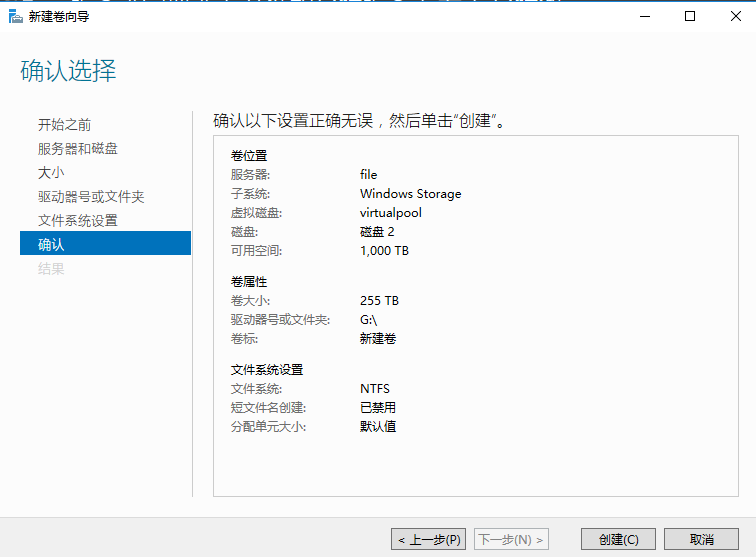 新建卷向导
确认选择
开始之前
服务器和磁盘
大小
驱动器号或文件夹
文件系统设置
确认
结果
确认以下设置正确无误，然后单击“创建”。
卷位置
服务器: file
子系统: Windows Storage
虚拟磁盘: virtualpool
磁盘: 磁盘 2
可用空间: 1,000 TB
卷属性
卷大小: 255 TB
驱动器号或文件夹: G:\
卷标: 新建卷
文件系统设置
文件系统: NTFS
短文件名创建: 已禁用
分配单元大小: 默认值
< 上一步(P) 下一步(N) > 创建(C) 取消